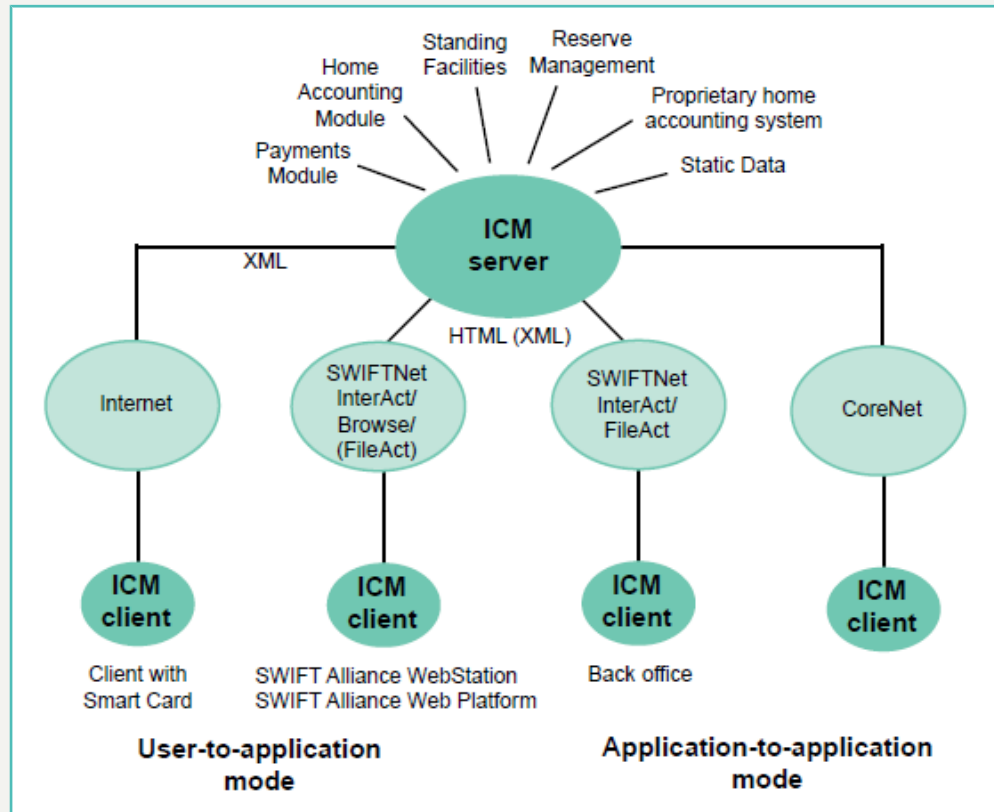 Standing
Facilities
Reserve
Management
Home
Accounting
Module
Proprietary home
accounting system
Payments
Module
Static Data
ICM
server
XML
HTML (XML)
Internet
SWIFTNet
InterAct/
Browse/
(FileAct)
SWIFTNet
InterAct/
FileAct
CoreNet
ICM
client
ICM
client
ICM
client
ICM
client
Client with
Smart Card
SWIFT Alliance WebStation
SWIFT Alliance Web Platform
Back office
User-to-application
mode
Application-to-application
mode